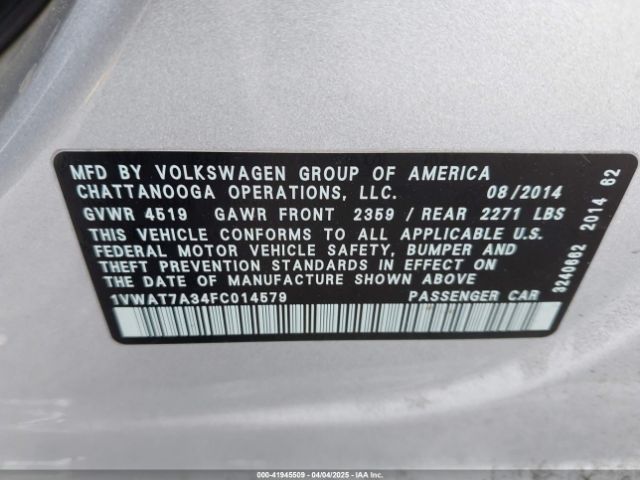 MFD BY VOLKSWAGEN GROUP OF AMERICA
CHATTANOOGA OPERATIONS, LLC. 08/2014
GVWR 4519 GAWR FRONT 2359 / REAR 2271 LBS
THIS VEHICLE CONFORMS TO ALL APPLICABLE U.S.
FEDERAL MOTOR VEHICLE SAFETY, BUMPER AND
THEFT PREVENTION STANDARDS IN EFFECT ON
THE DATE OF MANUFACTURE SHOWN ABOVE
1VWAT7A34FC014579 PASSENGER CAR
3240662 2014 62
000-41945509 - 04/04/2025 - IAAI.CA